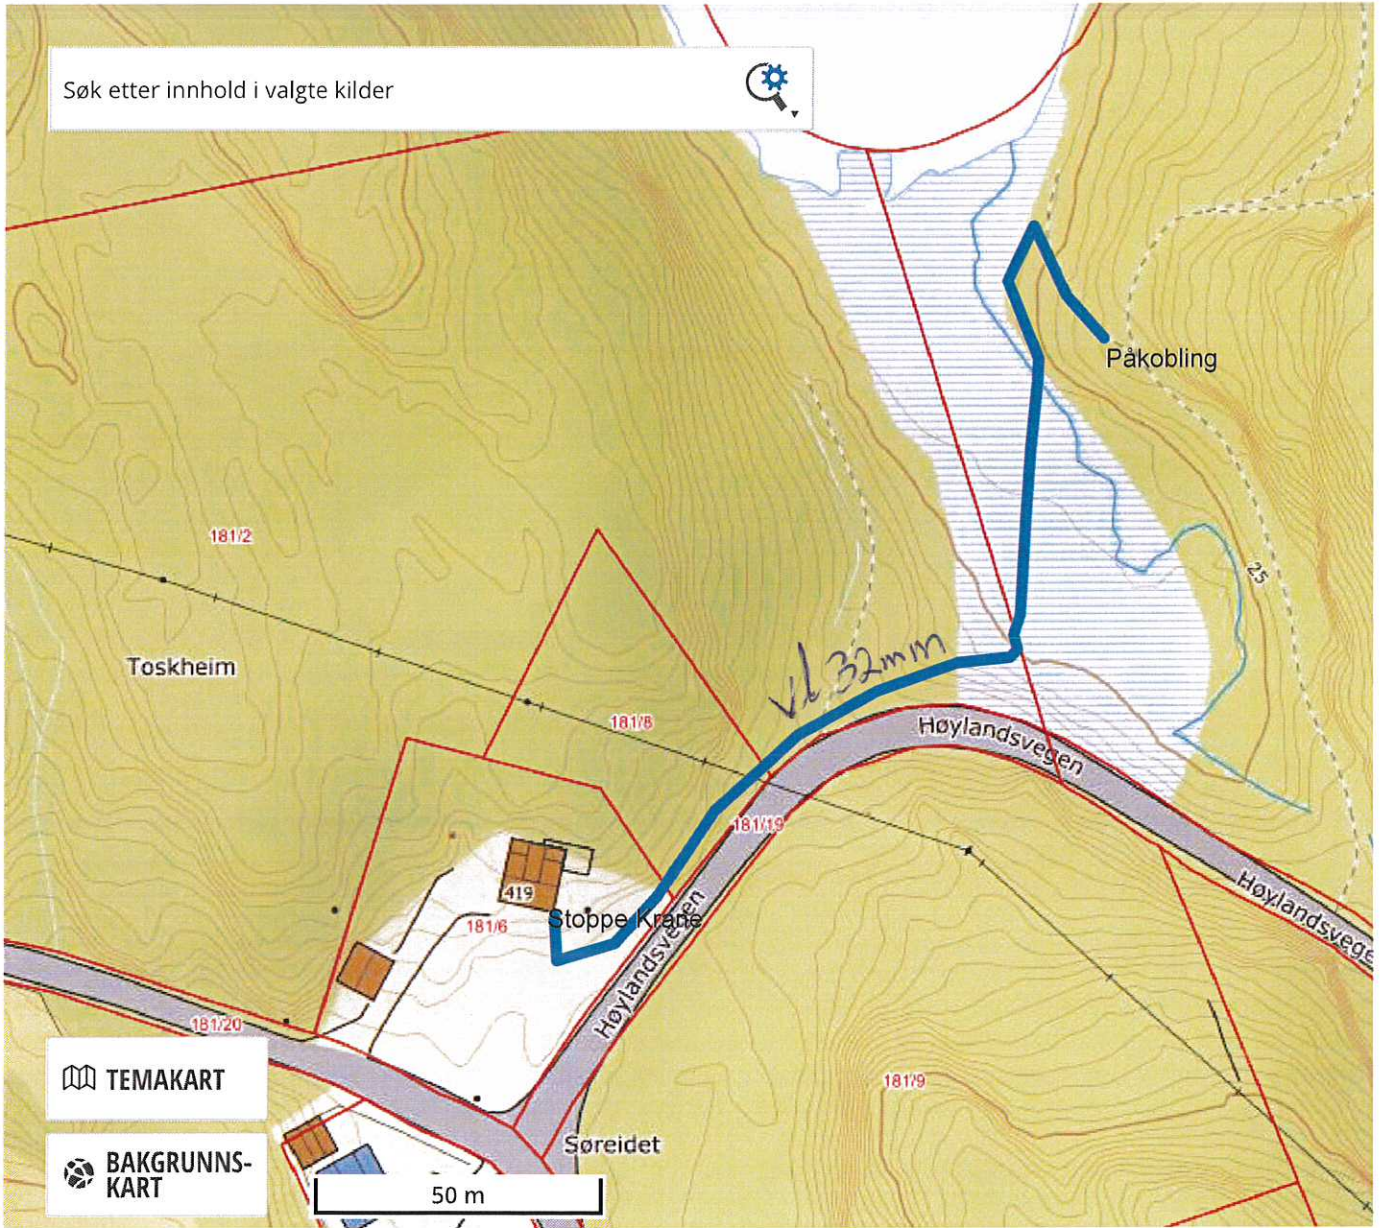 Søk etter innhold i valgte kilder
Påkobling
181/2
25
Toskheim
vl 32mm
181/8
Høylandsvegen
181/19
419
Stoppe Krane
181/6
Høylandsvegen
Høylandsvege
181/20
TEMAKART
181/9
Søreidet
BAKGRUNNS-
KART
50 m